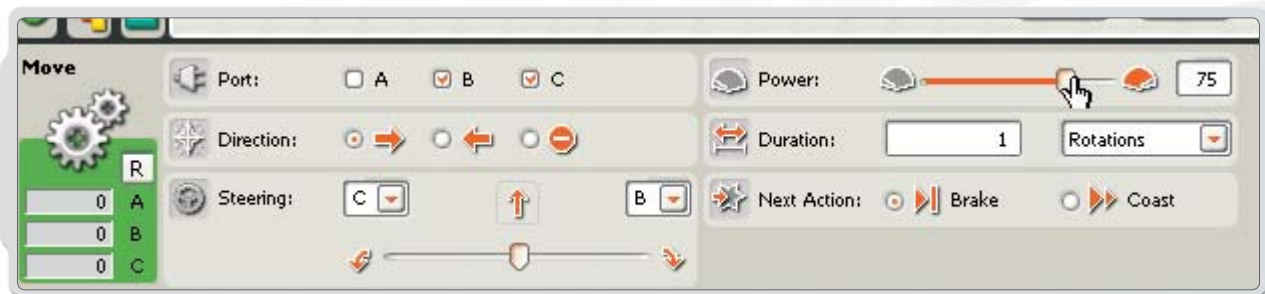 Move
R
0 A
0 B
0 C
Port: A B C
Direction:
Steering: C B
Power: 75
Duration: 1 Rotations
Next Action: Brake Coast